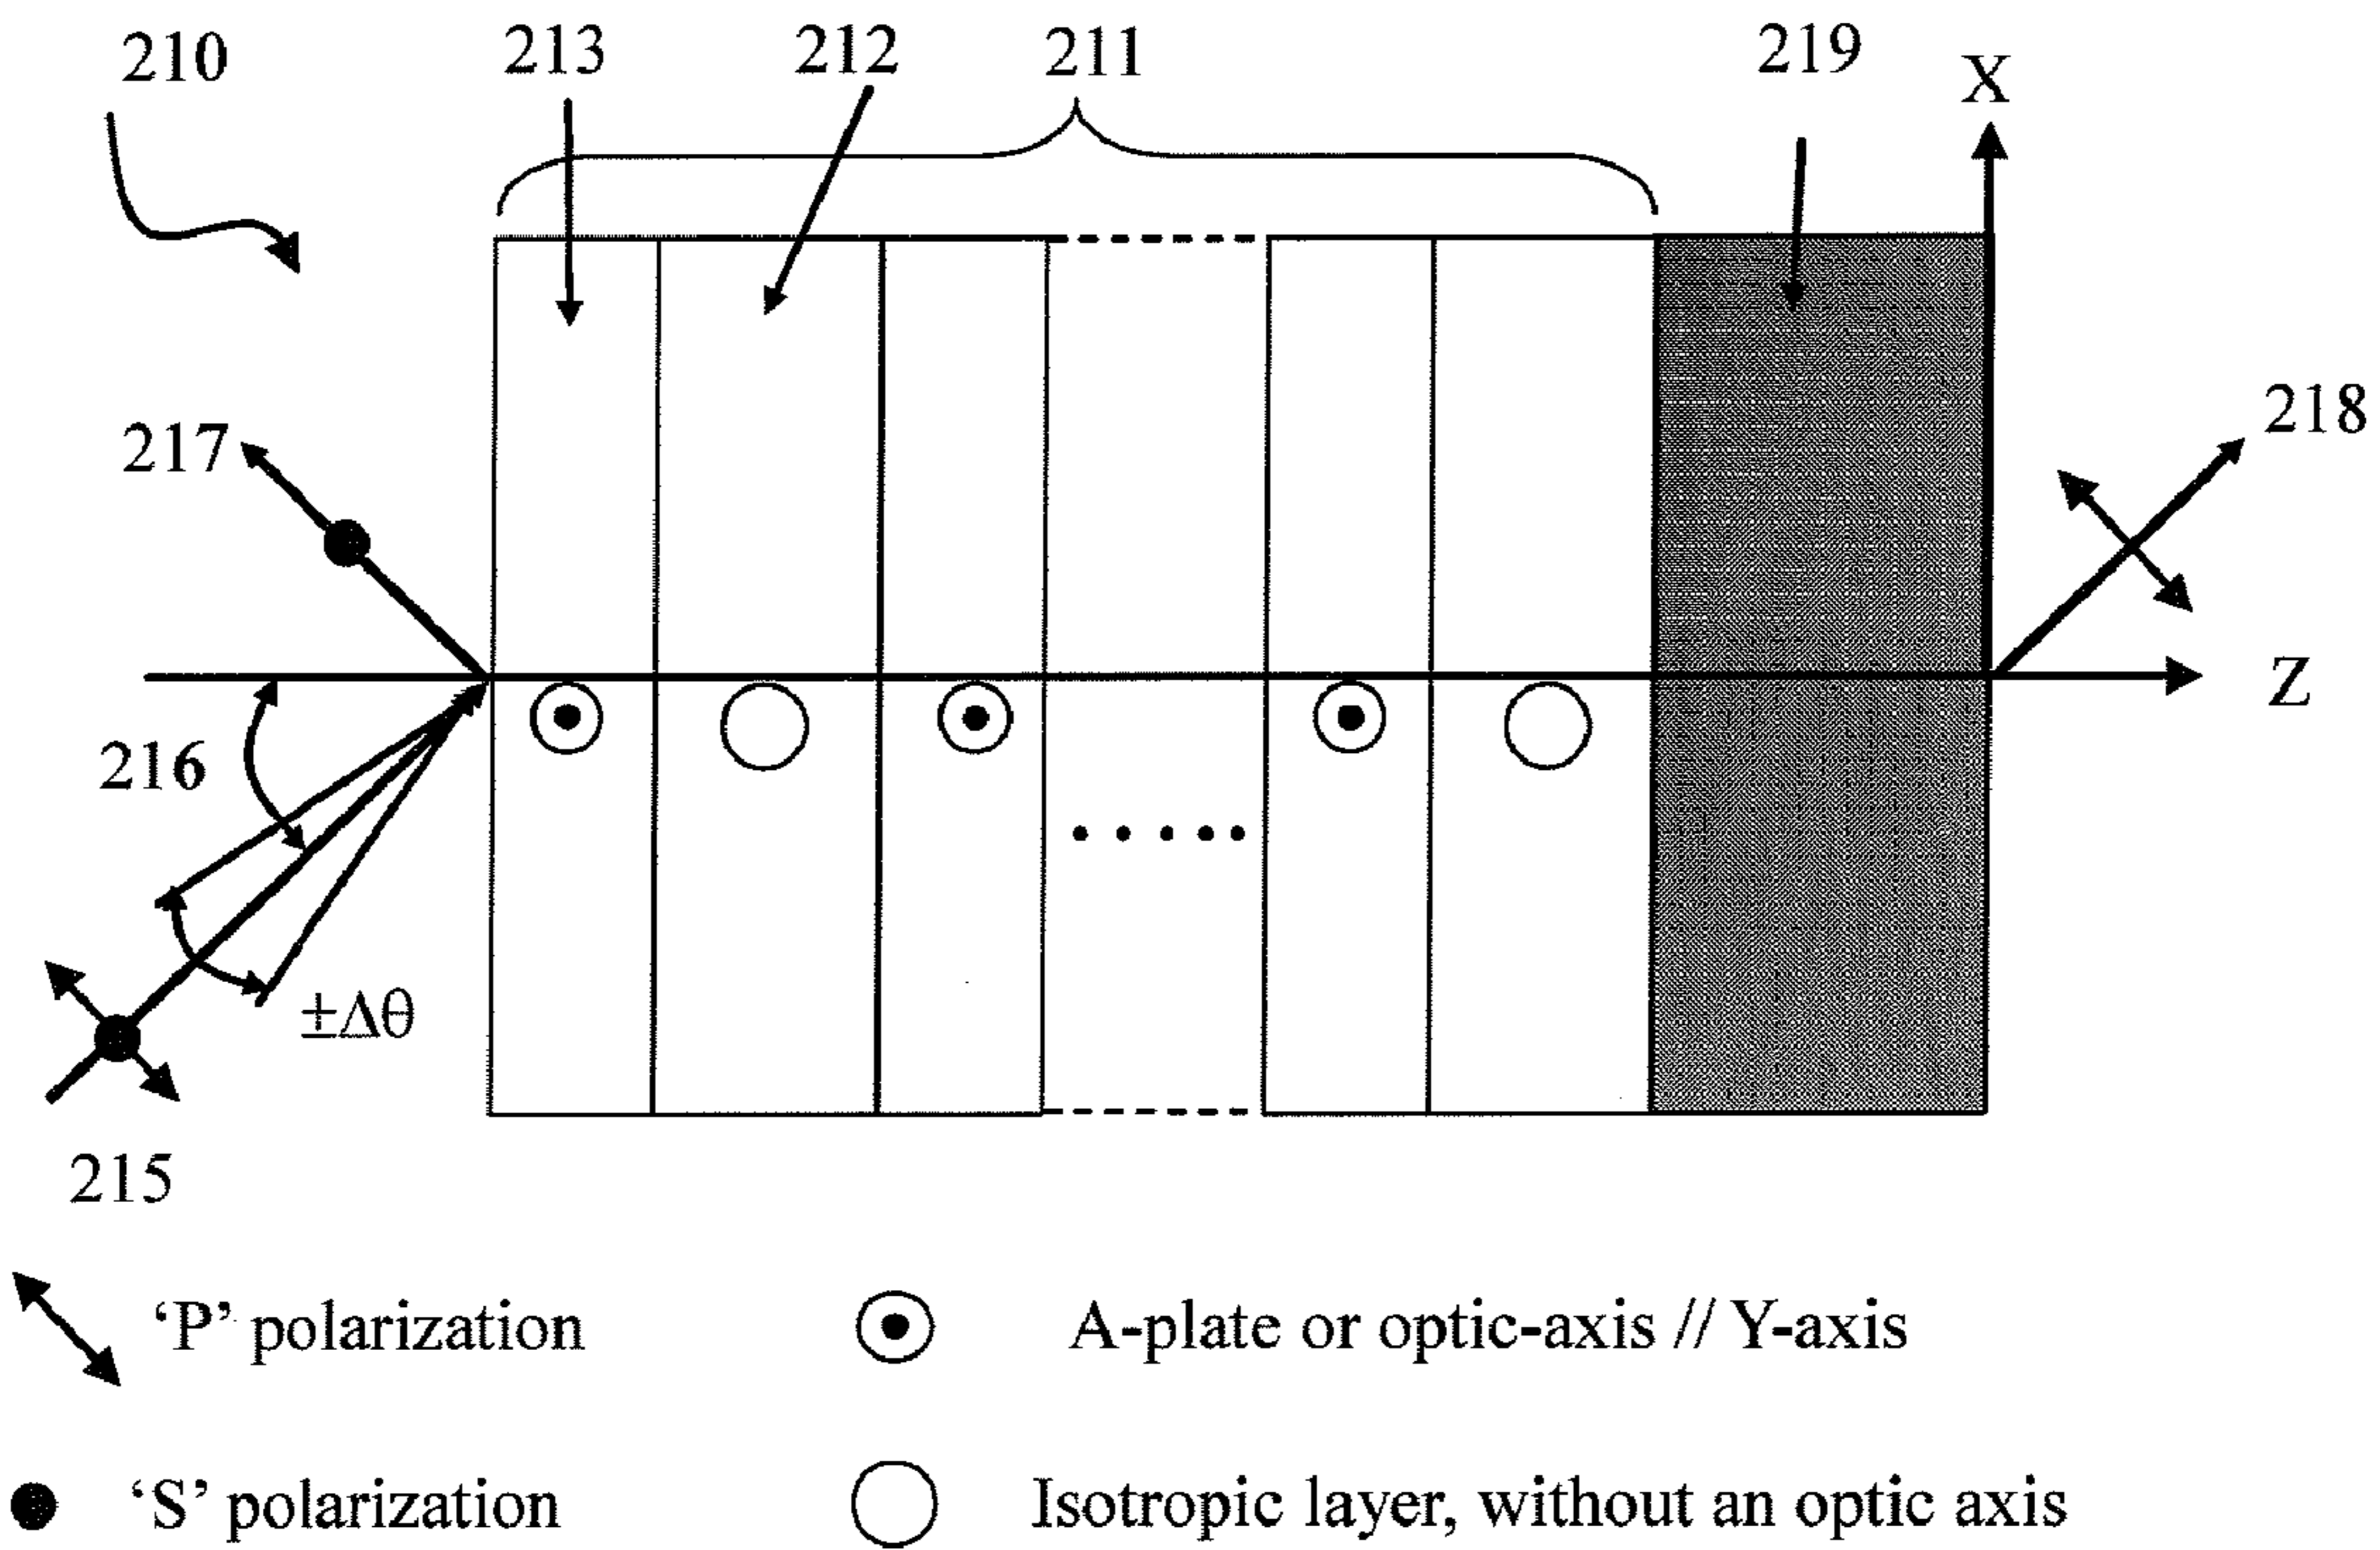 210
213
212
211
219
X
218
217
Z
216
±Δθ
215
‘P’ polarization
A-plate or optic-axis // Y-axis
‘S’ polarization
Isotropic layer, without an optic axis